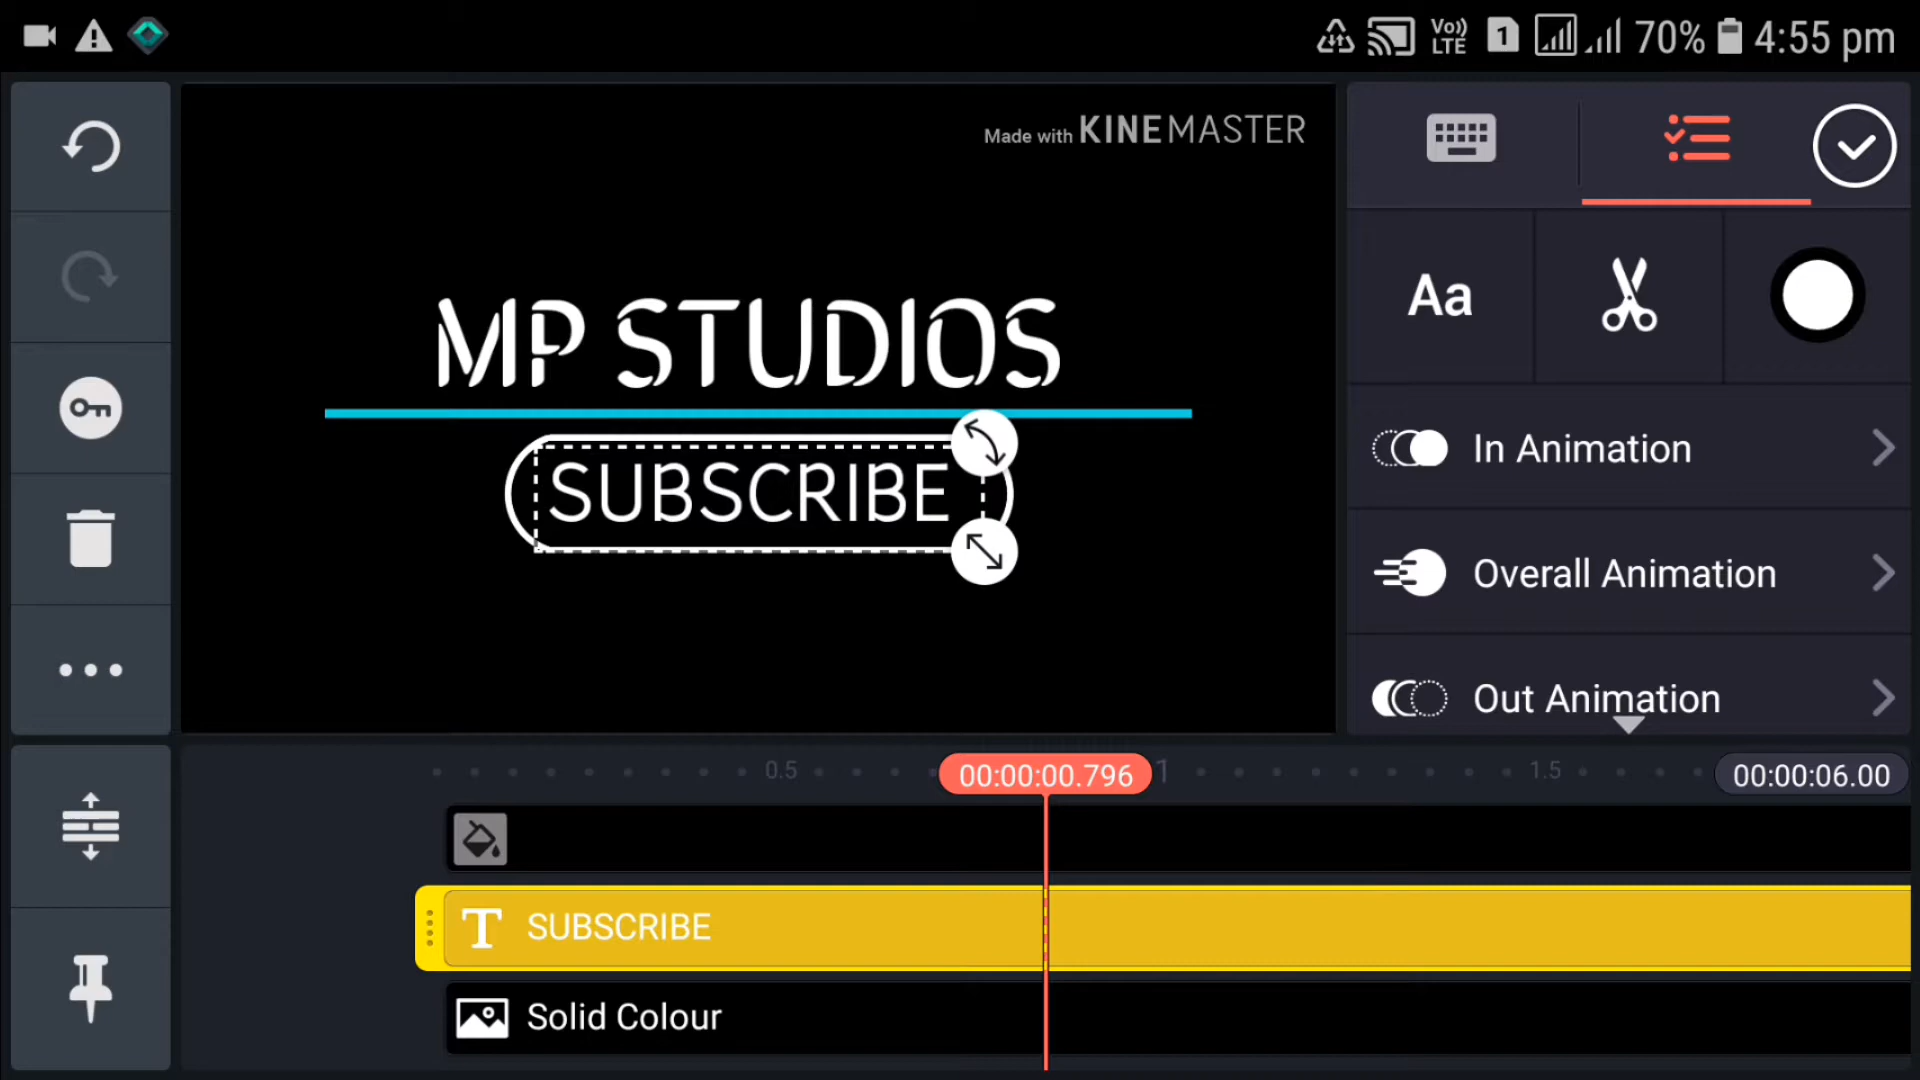 Vo)) LTE 1 70% 4:55 pm
Made with KINEMASTER
MP STUDIOS
SUBSCRIBE
Aa
In Animation
Overall Animation
Out Animation
0.5 00:00:00.796 1 1.5 00:00:06.00
T SUBSCRIBE
Solid Colour